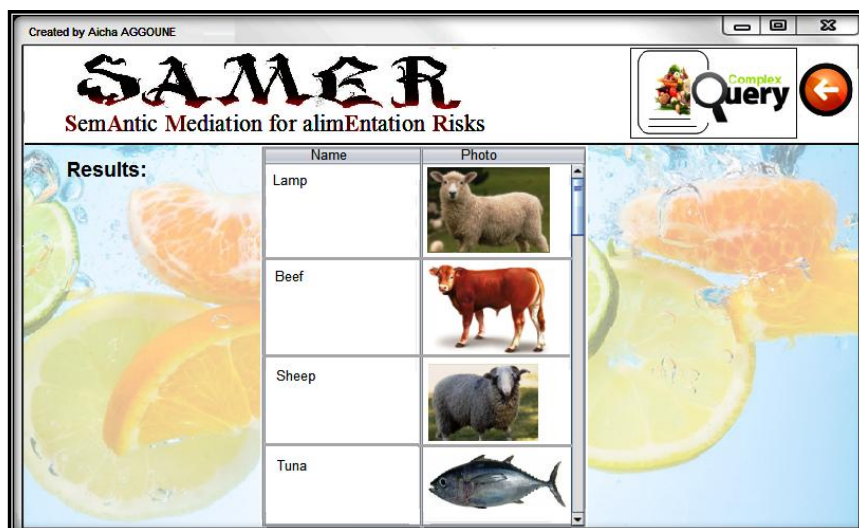 Created by Aicha AGGOUNE
SAMER
SemAntic Mediation for alimEntation Risks
Complex
Query
Results:
Name Photo
Lamp
Beef
Sheep
Tuna